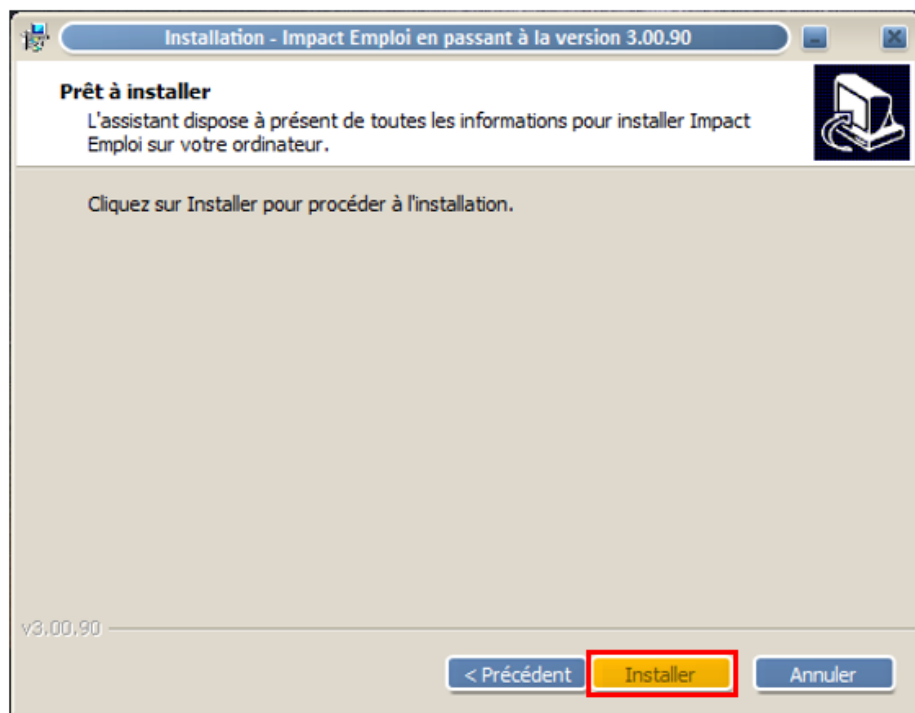 Installation - Impact Emploi en passant à la version 3.00.90
Prêt à installer
L'assistant dispose à présent de toutes les informations pour installer Impact
Emploi sur votre ordinateur.
Cliquez sur Installer pour procéder à l'installation.
v3.00.90
< Précédent
Installer
Annuler